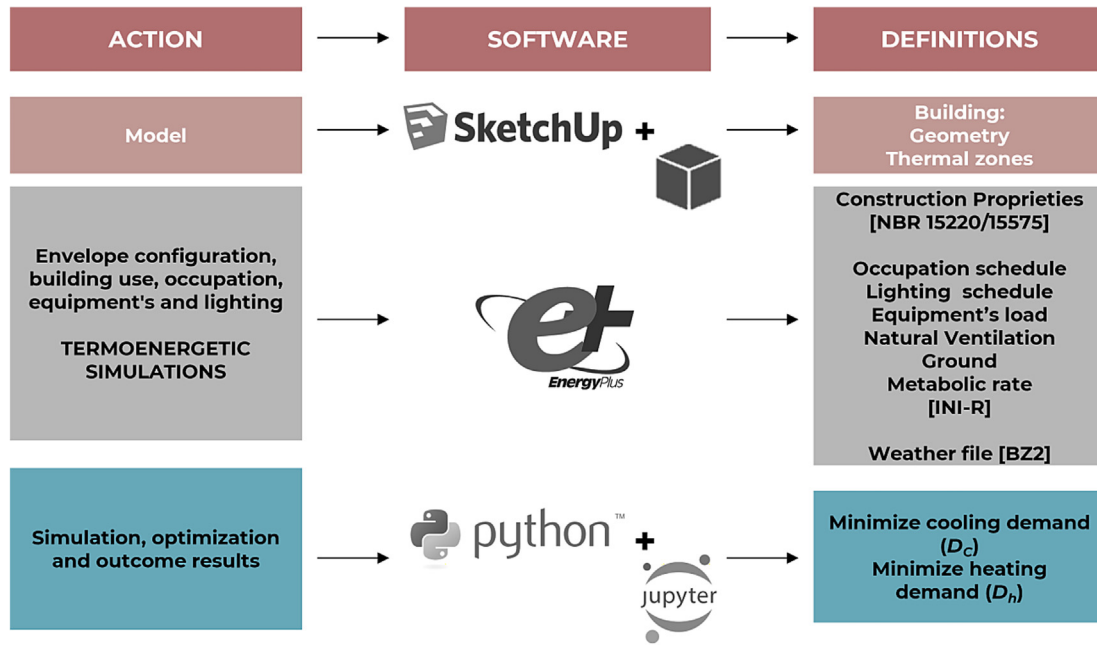 ACTION
SOFTWARE
DEFINITIONS
Model
SketchUp +
Building:
Geometry
Thermal zones
Envelope configuration,
building use, occupation,
equipment's and lighting
TERMOENERGETIC
SIMULATIONS
e+
EnergyPlus
Construction Proprieties
[NBR 15220/15575]
Occupation schedule
Lighting schedule
Equipment’s load
Natural Ventilation
Ground
Metabolic rate
[INI-R]
Weather file [BZ2]
Simulation, optimization
and outcome results
python™ +
jupyter
Minimize cooling demand
(D_C)
Minimize heating
demand (D_h)